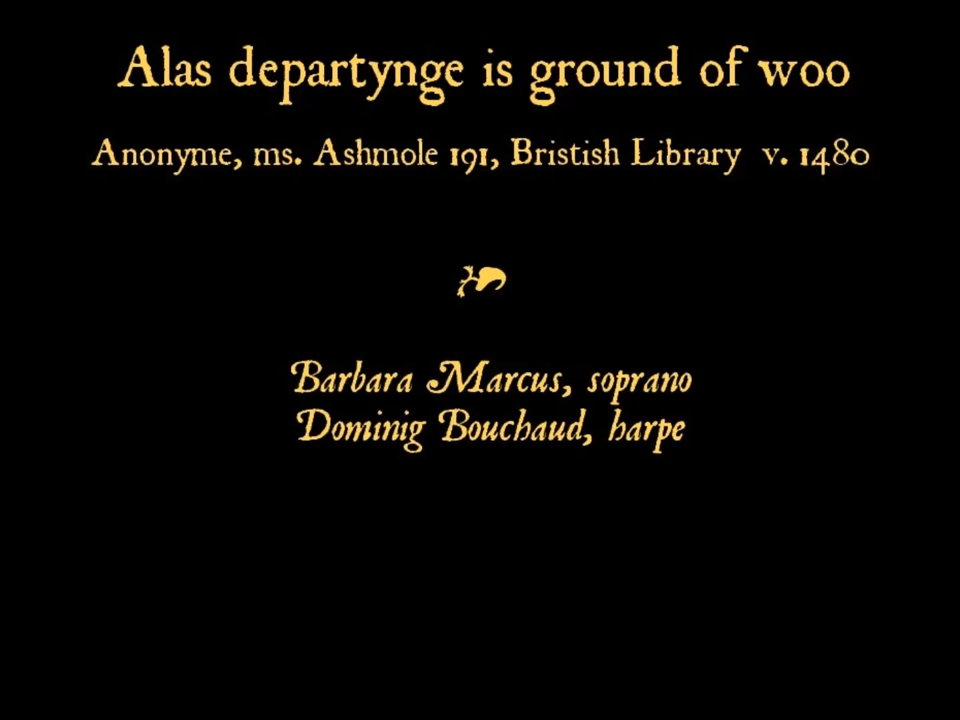 Alas departynge is ground of woo
Anonyme, ms. Ashmole 191, Bristish Library v. 1480
Barbara Marcus, soprano
Dominig Bouchaud, harpe